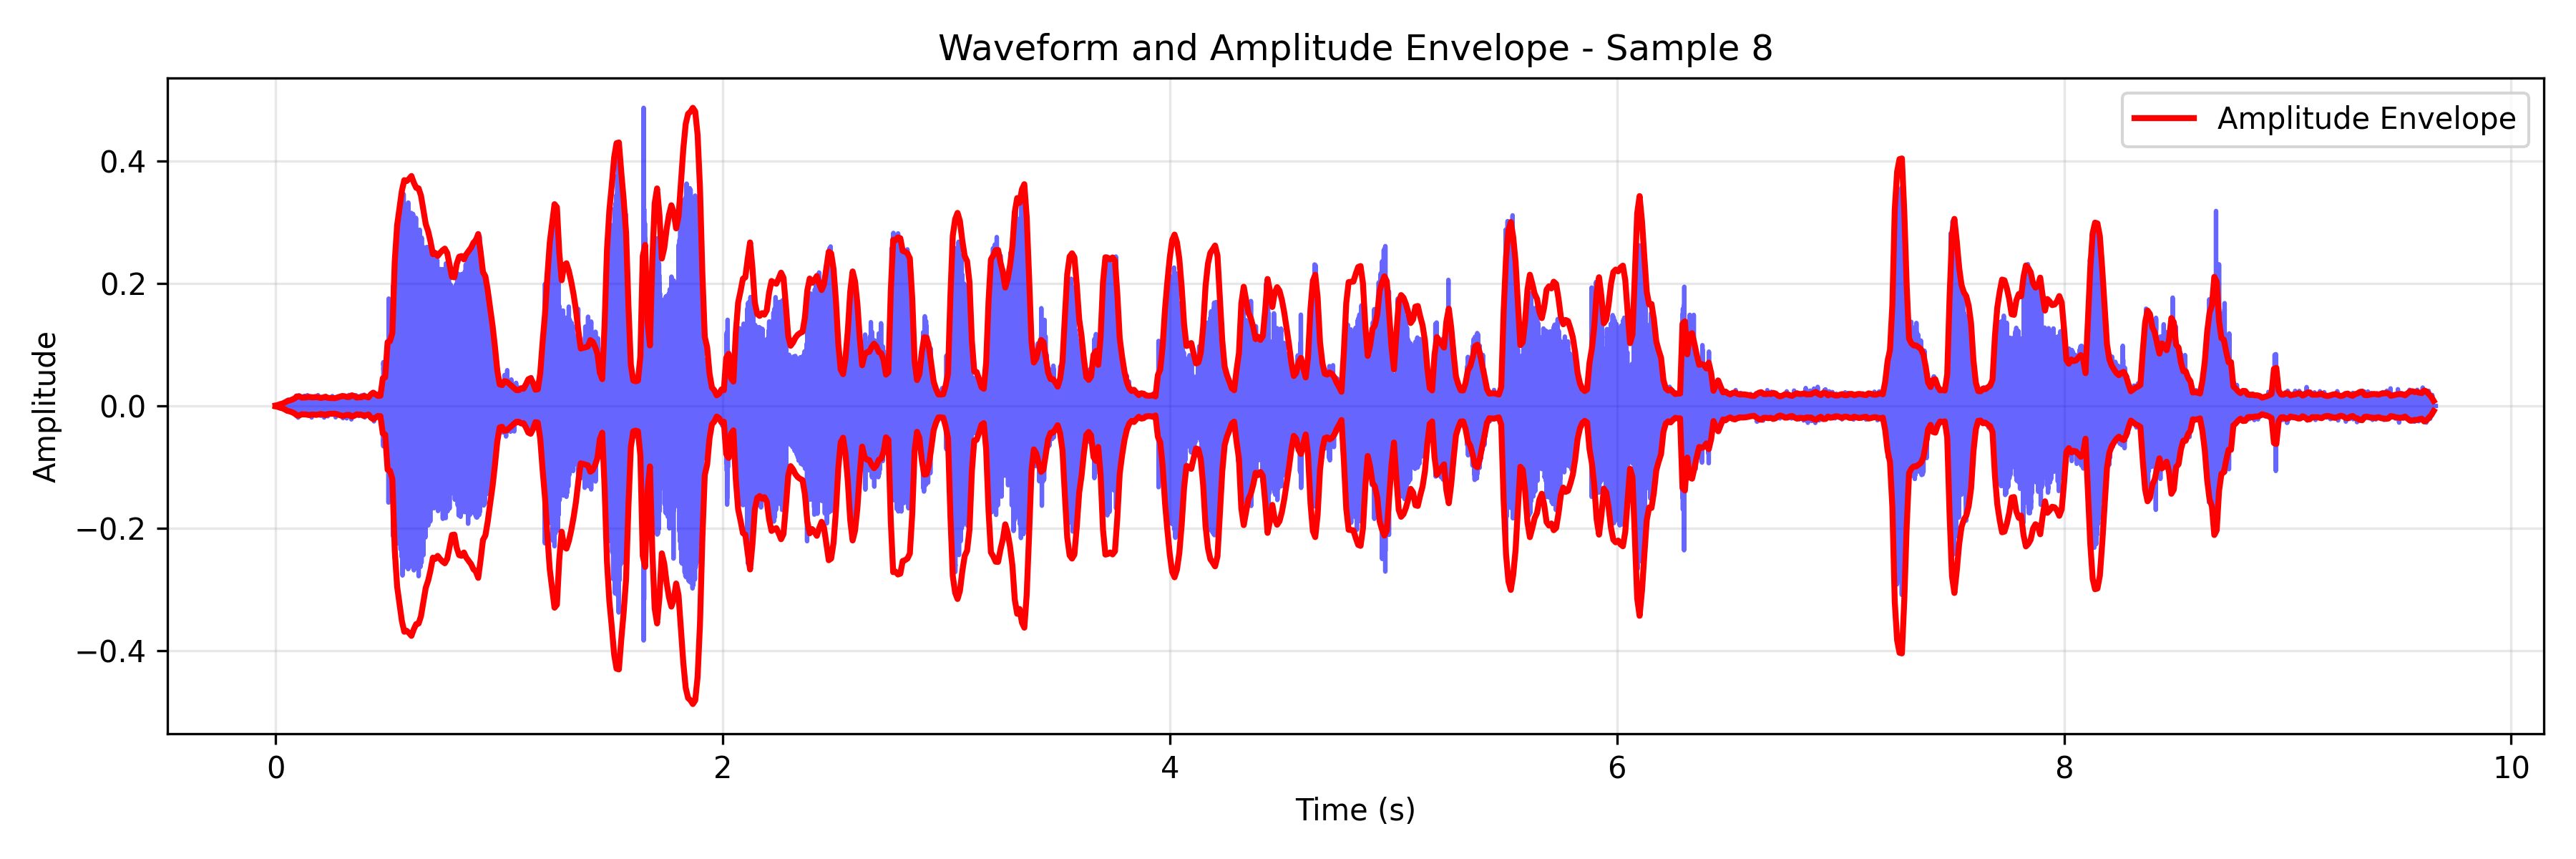 Waveform and Amplitude Envelope - Sample 8
Amplitude Envelope
Amplitude
0.4
0.2
0.0
−0.2
−0.4
0 2 4 6 8 10
Time (s)